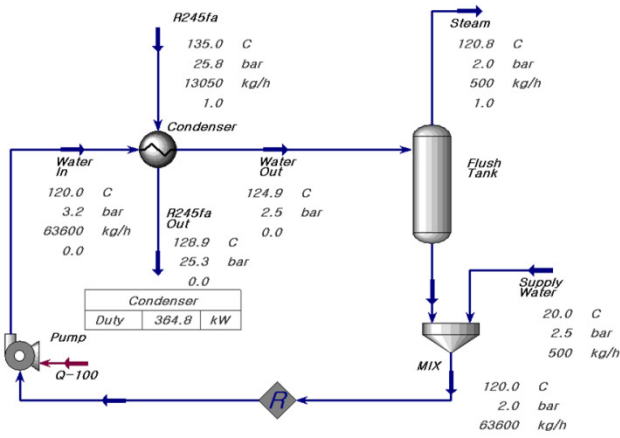 R245fa
135.0 C
25.8 bar
13050 kg/h
1.0
Steam
120.8 C
2.0 bar
500 kg/h
1.0
Condenser
Water
In
120.0 C
3.2 bar
63600 kg/h
0.0
Water
Out
124.9 C
2.5 bar
0.0
Flush
Tank
R245fa
Out
128.9 C
25.3 bar
0.0
Condenser
Duty 364.8 kW
Supply
Water
20.0 C
2.5 bar
500 kg/h
Pump
Q-100
MIX
R
120.0 C
2.0 bar
63600 kg/h